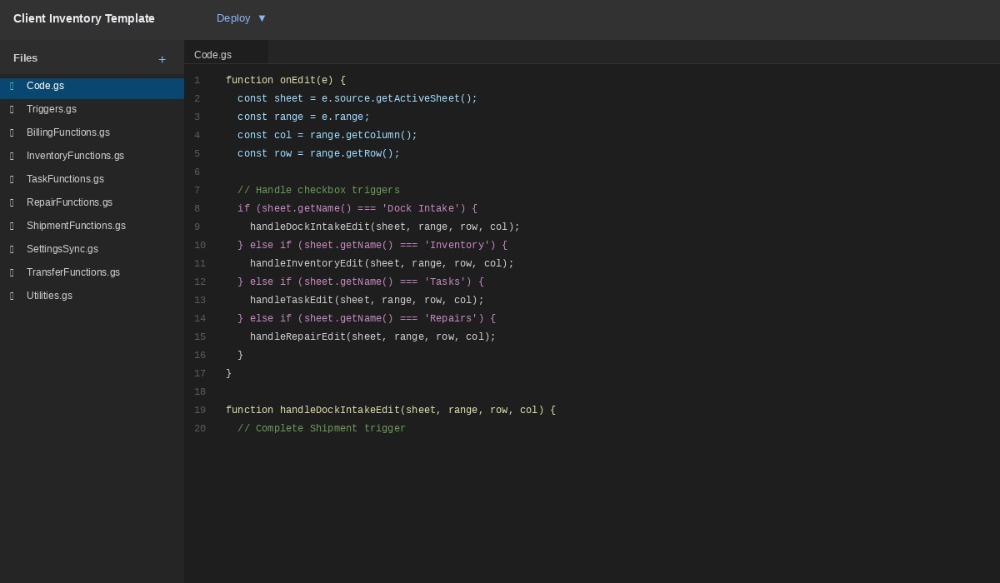 Client Inventory Template
Deploy ▼
Files +
Code.gs
Triggers.gs
BillingFunctions.gs
InventoryFunctions.gs
TaskFunctions.gs
RepairFunctions.gs
ShipmentFunctions.gs
SettingsSync.gs
TransferFunctions.gs
Utilities.gs
Code.gs
1 function onEdit(e) {
2   const sheet = e.source.getActiveSheet();
3   const range = e.range;
4   const col = range.getColumn();
5   const row = range.getRow();
6
7   // Handle checkbox triggers
8   if (sheet.getName() === 'Dock Intake') {
9     handleDockIntakeEdit(sheet, range, row, col);
10   } else if (sheet.getName() === 'Inventory') {
11     handleInventoryEdit(sheet, range, row, col);
12   } else if (sheet.getName() === 'Tasks') {
13     handleTaskEdit(sheet, range, row, col);
14   } else if (sheet.getName() === 'Repairs') {
15     handleRepairEdit(sheet, range, row, col);
16   }
17 }
18
19 function handleDockIntakeEdit(sheet, range, row, col) {
20   // Complete Shipment trigger